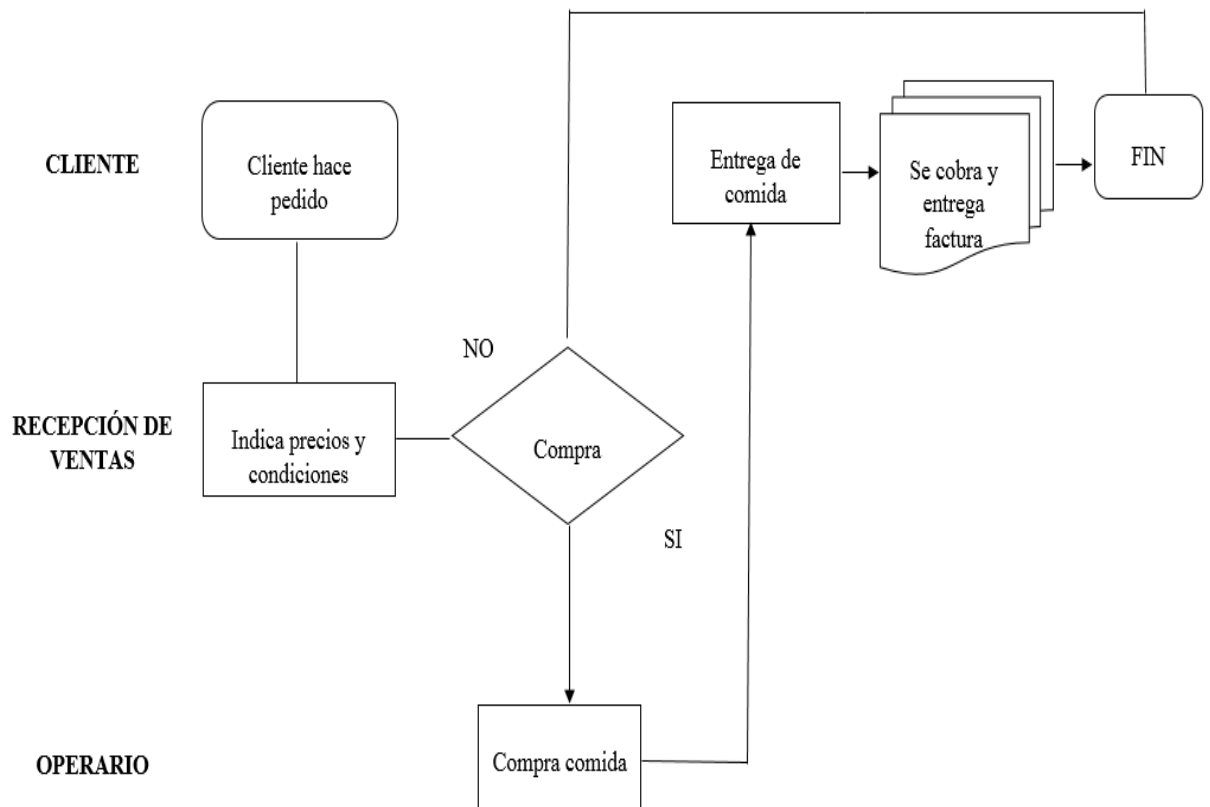 CLIENTE
Cliente hace
pedido
Entrega de
comida
Se cobra y
entrega
factura
FIN
NO
RECEPCIÓN DE
VENTAS
Indica precios y
condiciones
Compra
SI
OPERARIO
Compra comida